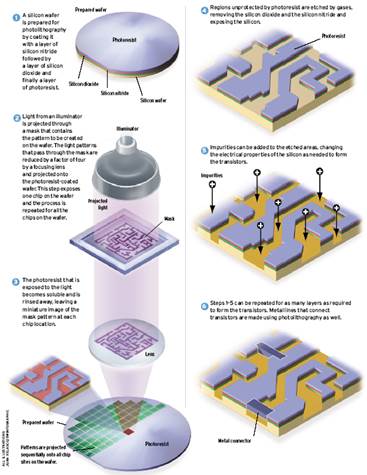 1 A silicon wafer
is prepared for
photolithography
by coating it
with a layer of
silicon nitride
followed by
a layer of silicon
dioxide and
finally a layer
of photoresist.
Prepared wafer
Photoresist
Silicon dioxide
Silicon nitride
Silicon wafer
2 Light from an illuminator
is projected through
a mask that contains
the pattern to be created
on the wafer. The light patterns
that pass through the mask are
reduced by a factor of four
by a focusing lens
and projected onto
the photoresist-coated
wafer. This step exposes
one chip on the wafer
and the process is
repeated for all the
chips on the wafer.
Illuminator
Projected
light
Mask
3 The photoresist that is
exposed to the light
becomes soluble and is
rinsed away, leaving a
miniature image of the
mask pattern at each
chip location.
Lens
Prepared wafer
Patterns are projected
sequentially onto all chip
sites on the wafer.
Photoresist
4 Regions unprotected by photoresist are etched by gases,
removing the silicon dioxide and the silicon nitride and
exposing the silicon.
Photoresist
5 Impurities can be added to the etched areas, changing
the electrical properties of the silicon as needed to form
the transistors.
Impurities
+
+
+
+
+
6 Steps 1-5 can be repeated for as many layers as required
to form the transistors. Metal lines that connect
transistors are made using photolithography as well.
Metal connector